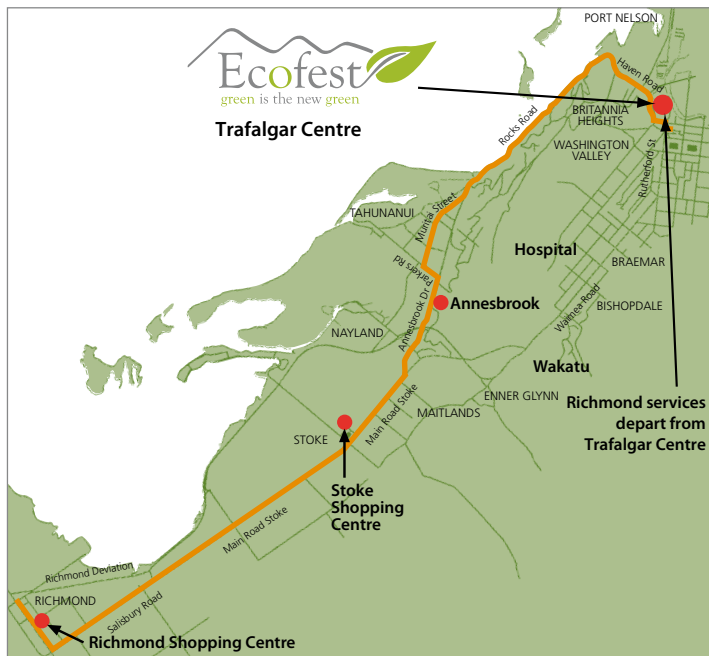 PORT NELSON
Ecofest
green is the new green
Trafalgar Centre
Haven Road
BRITANNIA
HEIGHTS
Rocks Road
WASHINGTON
VALLEY
Rutherford St
TAHUNANUI
Muritai Street
Hospital
Parkers Rd
BRAEMAR
Annesbrook
Waimea Road
BISHOPDALE
Annesbrook Dr
NAYLAND
Wakatu
ENNER GLYNN
Richmond services
depart from
Trafalgar Centre
MAITLANDS
Main Road Stoke
STOKE
Stoke
Shopping
Centre
Main Road Stoke
Richmond Deviation
RICHMOND
Salisbury Road
Richmond Shopping Centre